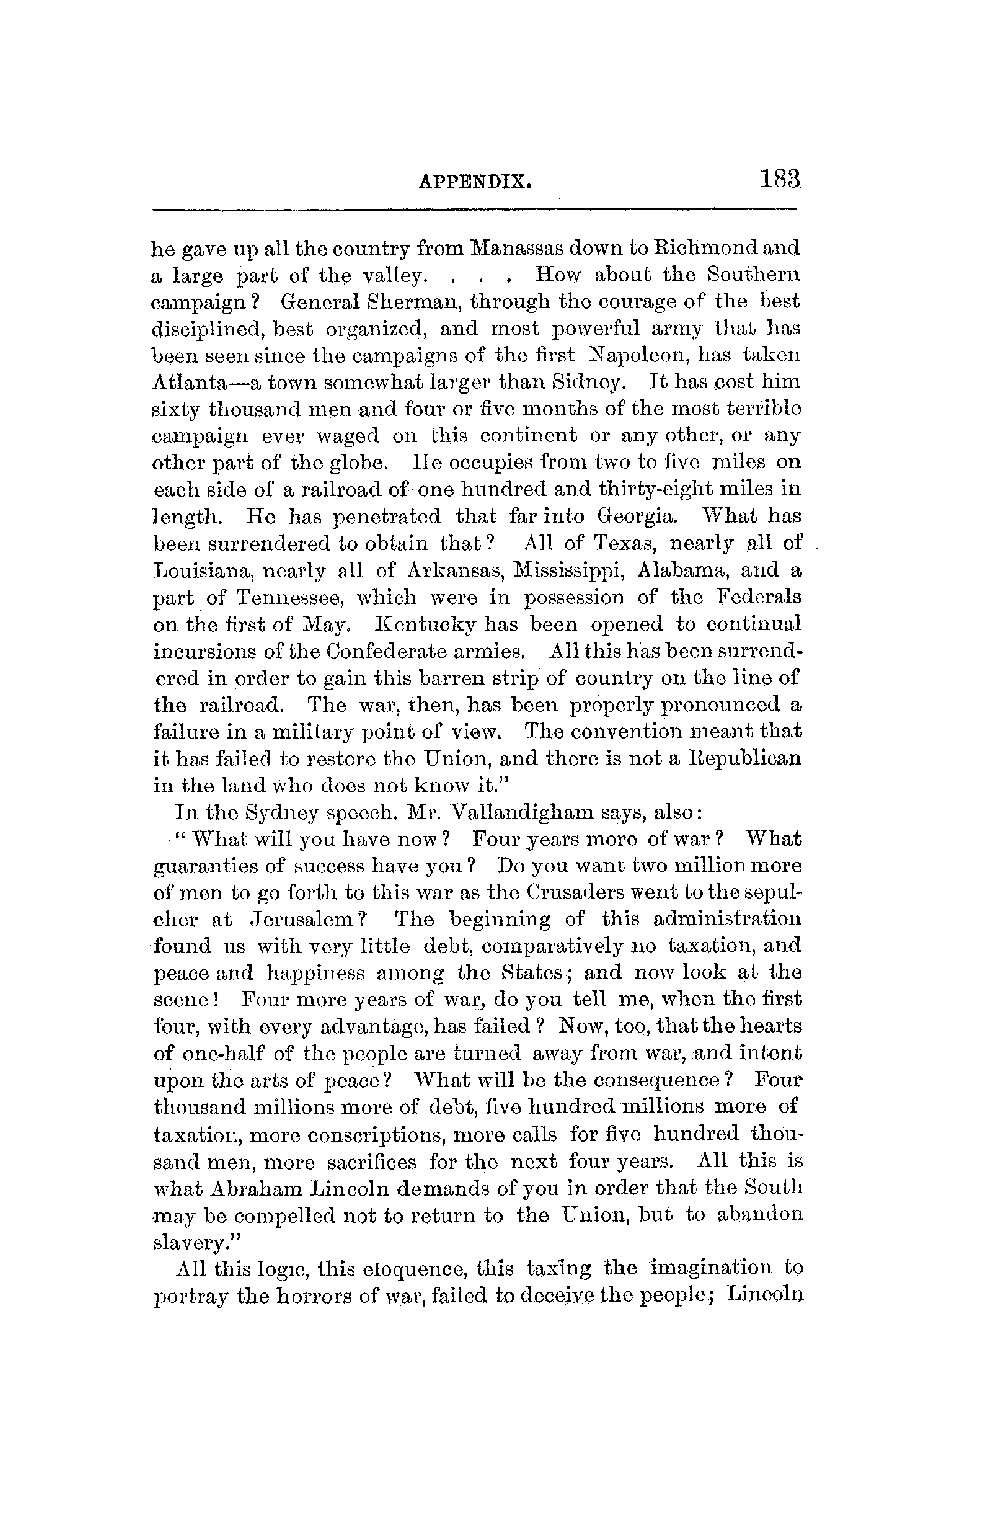 APPENDIX. 183
he gave up all the country from Manassas down to Richmond and
a large part of the valley. . . . How about the Southern
campaign? General Sherman, through the courage of the best
disciplined, best organized, and most powerful army that has
been seen since the campaigns of the first Napoleon, has taken
Atlanta—a town somewhat larger than Sidney. It has cost him
sixty thousand men and four or five months of the most terrible
campaign ever waged on this continent or any other, or any
other part of the globe. He occupies from two to five miles on
each side of a railroad of one hundred and thirty-eight miles in
length. He has penetrated that far into Georgia. What has
been surrendered to obtain that? All of Texas, nearly all of
Louisiana, nearly all of Arkansas, Mississippi, Alabama, and a
part of Tennessee, which were in possession of the Federals
on the first of May. Kentucky has been opened to continual
incursions of the Confederate armies. All this has been surrend-
ered in order to gain this barren strip of country on the line of
the railroad. The war, then, has been properly pronounced a
failure in a military point of view. The convention meant that
it has failed to restore the Union, and there is not a Republican
in the land who does not know it."
In the Sydney speech. Mr. Vallandigham says, also:
"What will you have now? Four years more of war? What
guaranties of success have you? Do you want two million more
of men to go forth to this war as the Crusaders went to the sepul-
cher at Jerusalem? The beginning of this administration
found us with very little debt, comparatively no taxation, and
peace and happiness among the States; and now look at the
scene! Four more years of war, do you tell me, when the first
four, with every advantage, has failed? Now, too, that the hearts
of one-half of the people are turned away from war, and intent
upon the arts of peace? What will be the consequence? Four
thousand millions more of debt, five hundred millions more of
taxation, more conscriptions, more calls for five hundred thou-
sand men, more sacrifices for the next four years. All this is
what Abraham Lincoln demands of you in order that the South
may be compelled not to return to the Union, but to abandon
slavery."
All this logic, this eloquence, this taxing the imagination to
portray the horrors of war, failed to deceive the people; Lincoln